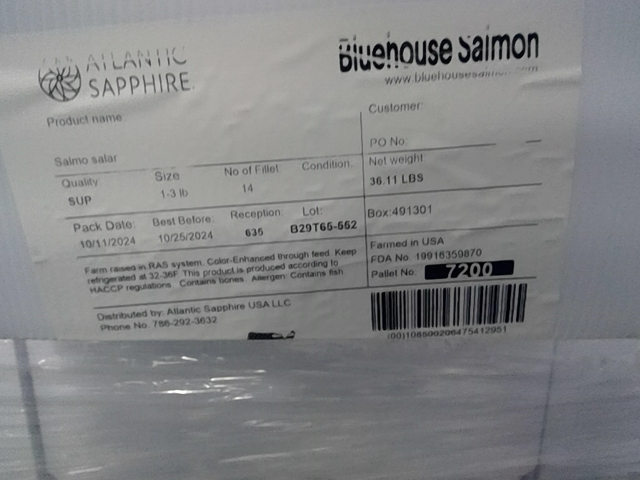 ATLANTIC
SAPPHIRE
Bluehouse Salmon
Product name
Customer
Salmo salar
PO No.
Quality: Size No of Fillet Condition
SUP 1-3 lb 14
Net weight
36.11 LBS
Pack Date: Best Before: Reception Lot:
10/11/2024 10/25/2024 635 B29T65-552
Box:491301
Farm raised in RAS system. Color-Enhanced through feed. Keep
refrigerated at 32-36F. This product is produced according to
HACCP regulations. Contains bones. Allergen: Contains fish
Farmed in USA
FDA No. 19916359870
Pallet No: 7200
Distributed by: Atlantic Sapphire USA LLC
Phone No. 786-292-3632
(00)106500206475412951